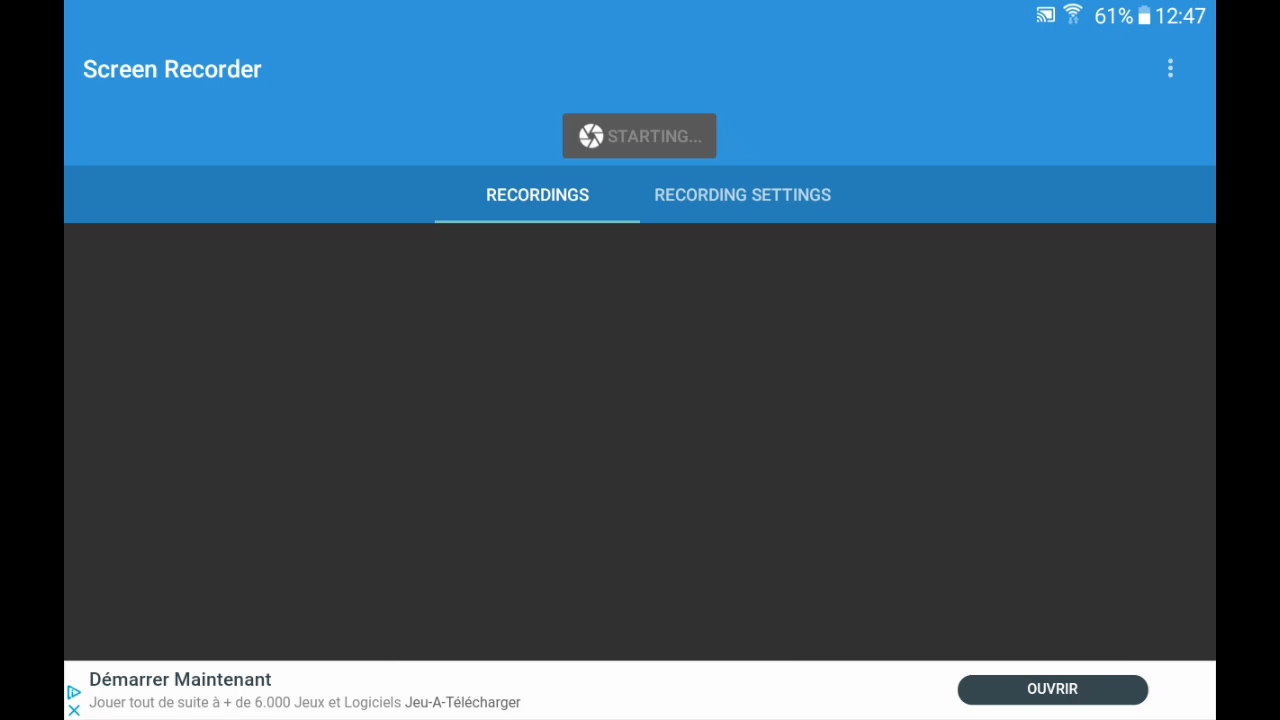 61% 12:47
Screen Recorder
STARTING...
RECORDINGS RECORDING SETTINGS
Démarrer Maintenant
Jouer tout de suite à + de 6.000 Jeux et Logiciels Jeu-A-Télécharger
OUVRIR